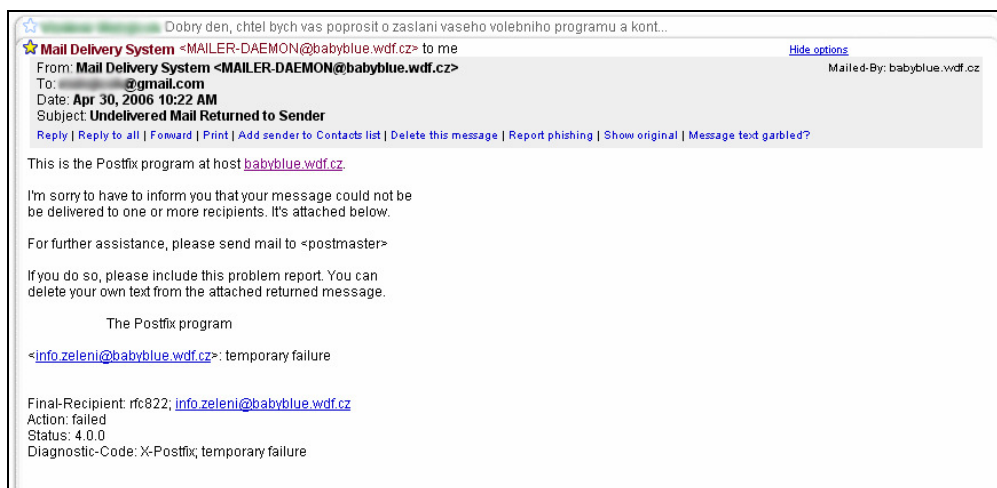 Dobry den, chtel bych vas poprosit o zaslani vaseho volebniho programu a kont...
Mail Delivery System <MAILER-DAEMON@babyblue.wdf.cz> to me Hide options
From: Mail Delivery System <MAILER-DAEMON@babyblue.wdf.cz> Mailed-By: babyblue.wdf.cz
To: @gmail.com
Date: Apr 30, 2006 10:22 AM
Subject: Undelivered Mail Returned to Sender
Reply | Reply to all | Forward | Print | Add sender to Contacts list | Delete this message | Report phishing | Show original | Message text garbled?
This is the Postfix program at host babyblue.wdf.cz.
I'm sorry to have to inform you that your message could not be
be delivered to one or more recipients. It's attached below.
For further assistance, please send mail to <postmaster>
If you do so, please include this problem report. You can
delete your own text from the attached returned message.
The Postfix program
<info.zeleni@babyblue.wdf.cz>: temporary failure
Final-Recipient: rfc822; info.zeleni@babyblue.wdf.cz
Action: failed
Status: 4.0.0
Diagnostic-Code: X-Postfix; temporary failure